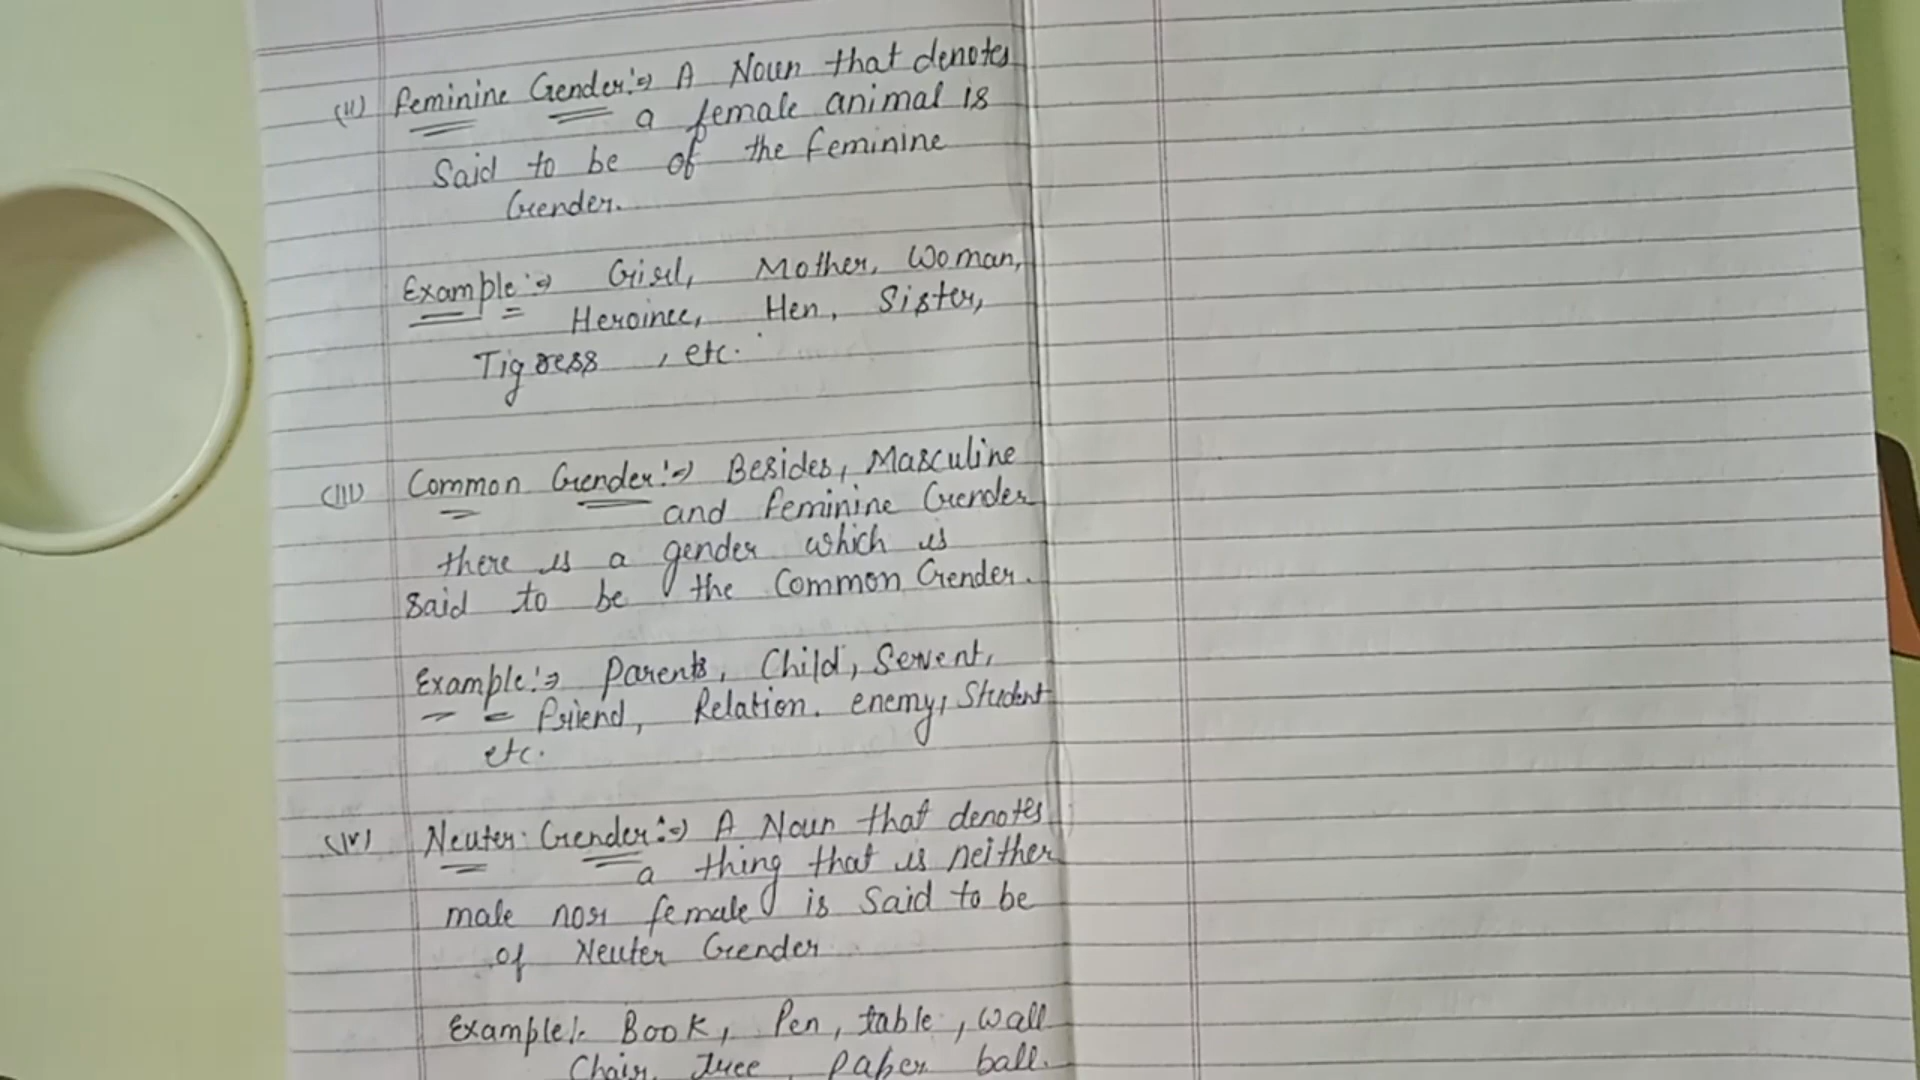 (ii) Feminine Gender:⇒ A Noun that denotes
a female animal is
Said to be of the Feminine
Gender.
Example:⇒ Girl, Mother, Woman,
Heroinee, Hen, Sister,
Tigress, etc.
(iii) Common Gender:⇒ Besides, Masculine
and Feminine Gender
there is a gender which is
said to be the Common Gender.
Example:⇒ Parents, Child, Servent,
Friend, Relation, enemy, Student
etc.
(iv) Neuter Gender:⇒ A Noun that denotes
a thing that is neither
male nor female is Said to be
of Neuter Gender
Example:- Book, Pen, table, wall
Chair, Tree, Paper ball.